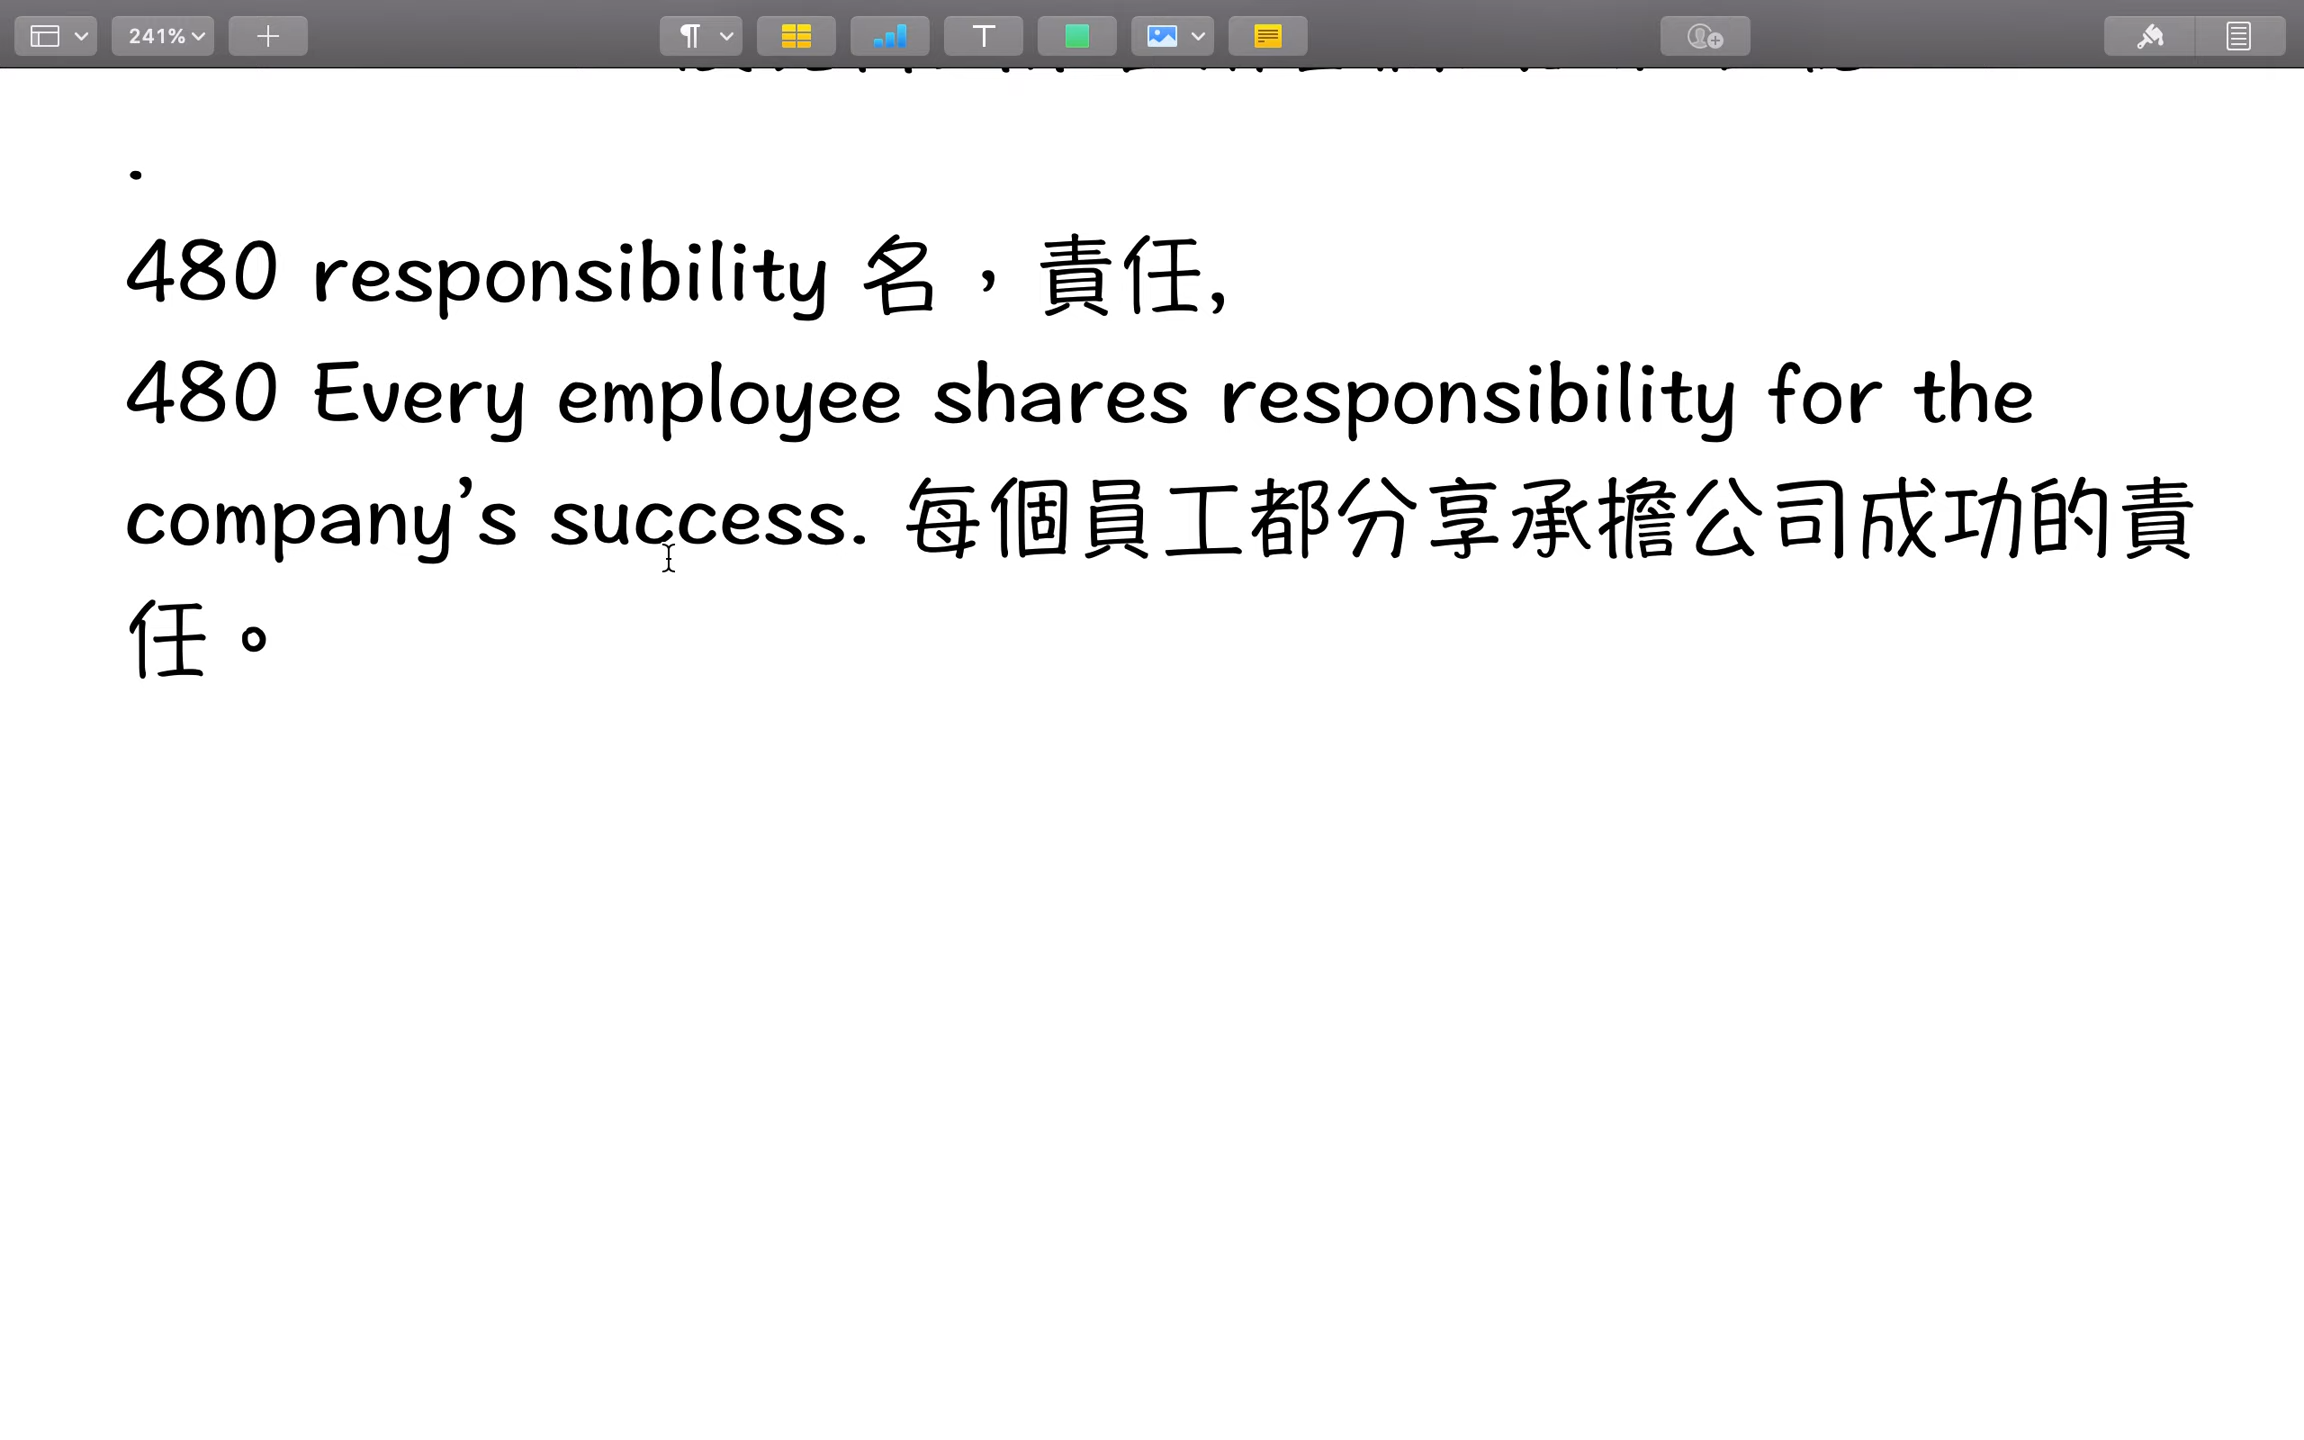 241%
.
480 responsibility 名，責任,
480 Every employee shares responsibility for the
company’s success. 每個員工都分享承擔公司成功的責
任。